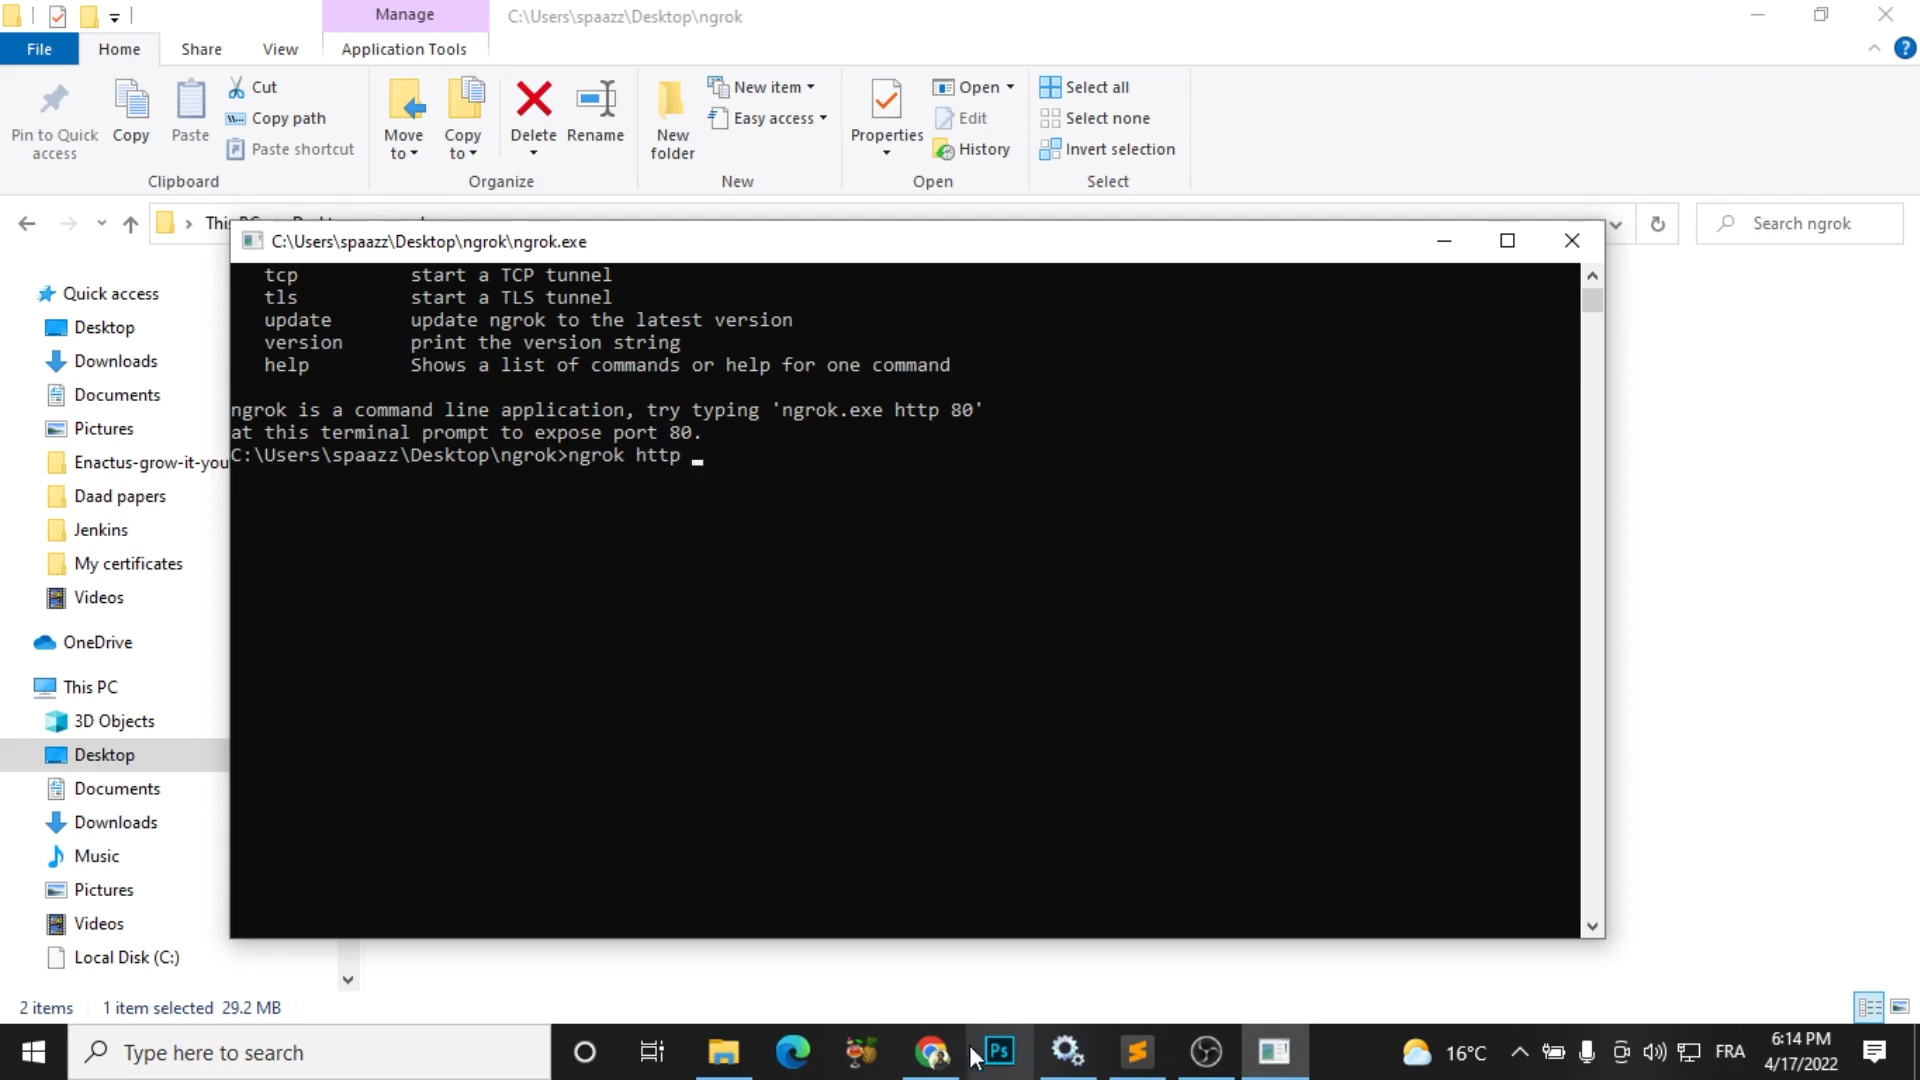 Manage
C:\Users\spaazz\Desktop\ngrok
File
Home
Share
View
Application Tools
Pin to Quick
access
Copy
Paste
Cut
Copy path
Paste shortcut
Clipboard
Move
to
Copy
to
Delete
Rename
Organize
New
folder
New item
Easy access
New
Properties
Open
Edit
History
Open
Select all
Select none
Invert selection
Select
Search ngrok
C:\Users\spaazz\Desktop\ngrok\ngrok.exe
tcp start a TCP tunnel
tls start a TLS tunnel
update update ngrok to the latest version
version print the version string
help Shows a list of commands or help for one command
ngrok is a command line application, try typing 'ngrok.exe http 80'
at this terminal prompt to expose port 80.
C:\Users\spaazz\Desktop\ngrok>ngrok http _
Quick access
Desktop
Downloads
Documents
Pictures
Enactus-grow-it-you
Daad papers
Jenkins
My certificates
Videos
OneDrive
This PC
3D Objects
Desktop
Documents
Downloads
Music
Pictures
Videos
Local Disk (C:)
2 items 1 item selected 29.2 MB
Type here to search
Ps
16°C
FRA
6:14 PM
4/17/2022